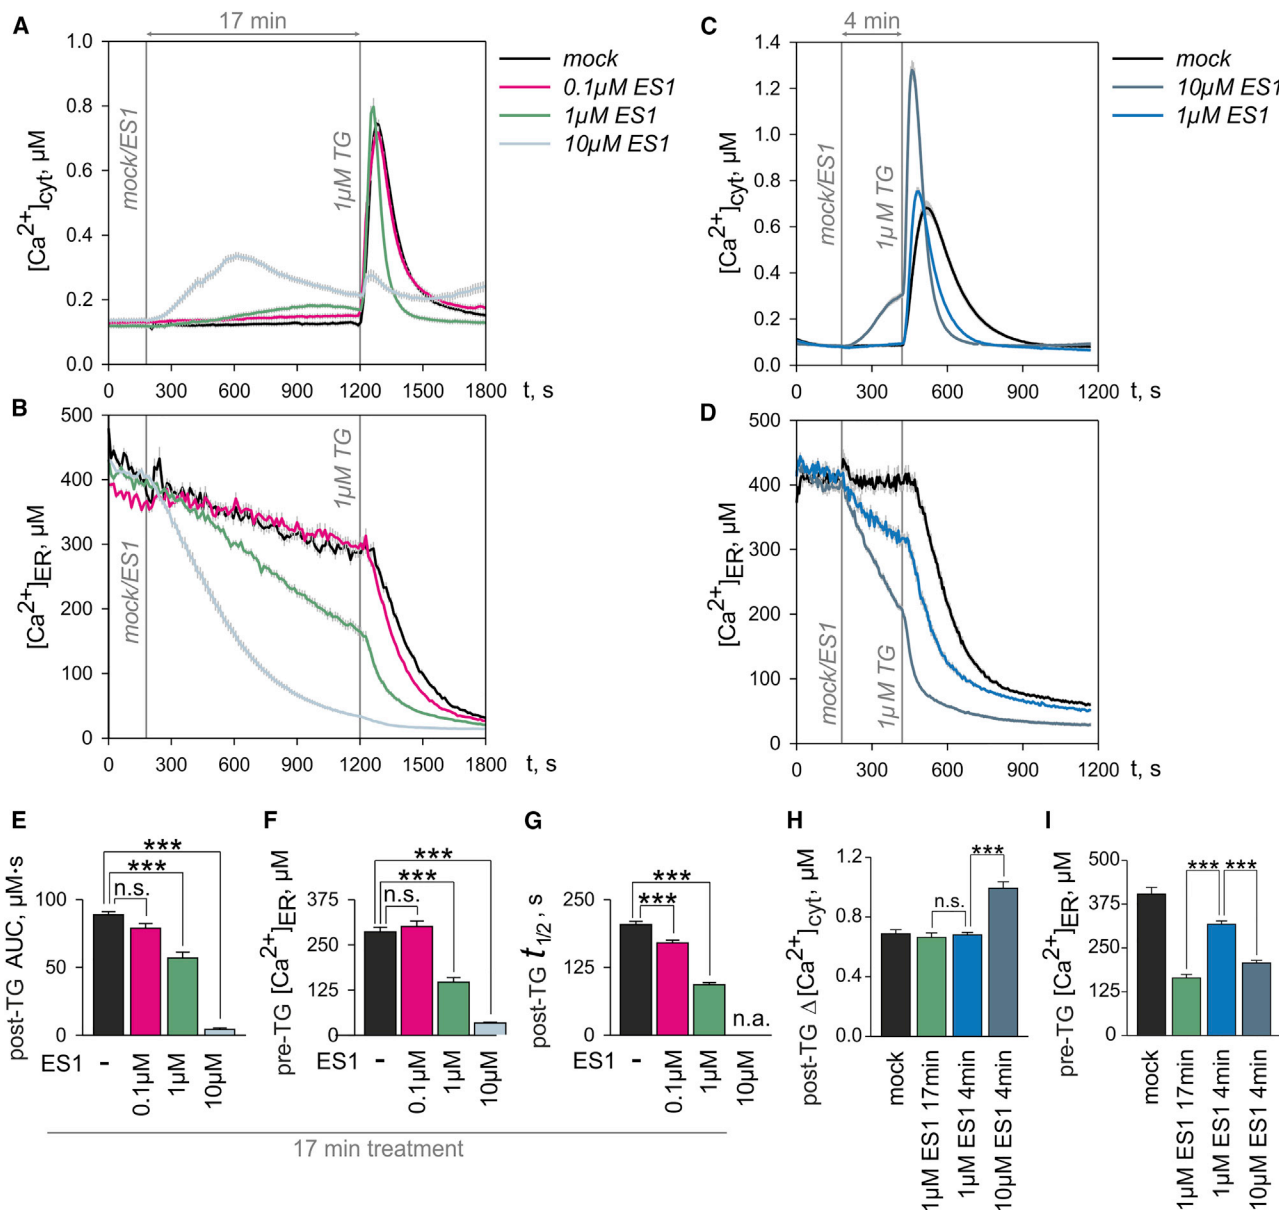 A
17 min
[Ca2+]cyt, µM
1.0
0.8
0.6
0.4
0.2
0.0
mock/ES1
1µM TG
0 300 600 900 1200 1500 1800 t, s
mock
0.1µM ES1
1µM ES1
10µM ES1
C
4 min
[Ca2+]cyt, µM
1.4
1.2
1.0
0.8
0.6
0.4
0.2
0.0
mock/ES1
1µM TG
0 300 600 900 1200 t, s
mock
10µM ES1
1µM ES1
B
[Ca2+]ER, µM
500
400
300
200
100
0
mock/ES1
1µM TG
0 300 600 900 1200 1500 1800 t, s
D
[Ca2+]ER, µM
500
400
300
200
100
0
mock/ES1
1µM TG
0 300 600 900 1200 t, s
E
post-TG AUC, µM·s
100
50
0
***
***
n.s.
ES1 - 0.1µM 1µM 10µM
F
pre-TG [Ca2+]ER, µM
375
250
125
0
***
***
n.s.
ES1 - 0.1µM 1µM 10µM
G
post-TG t1/2, s
250
125
0
***
***
n.a.
ES1 - 0.1µM 1µM 10µM
17 min treatment
H
post-TG Δ [Ca2+]cyt, µM
1.2
0.8
0.4
0.0
***
n.s.
mock
1µM ES1 17min
1µM ES1 4min
10µM ES1 4min
I
pre-TG [Ca2+]ER, µM
500
375
250
125
0
*** ***
mock
1µM ES1 17min
1µM ES1 4min
10µM ES1 4min